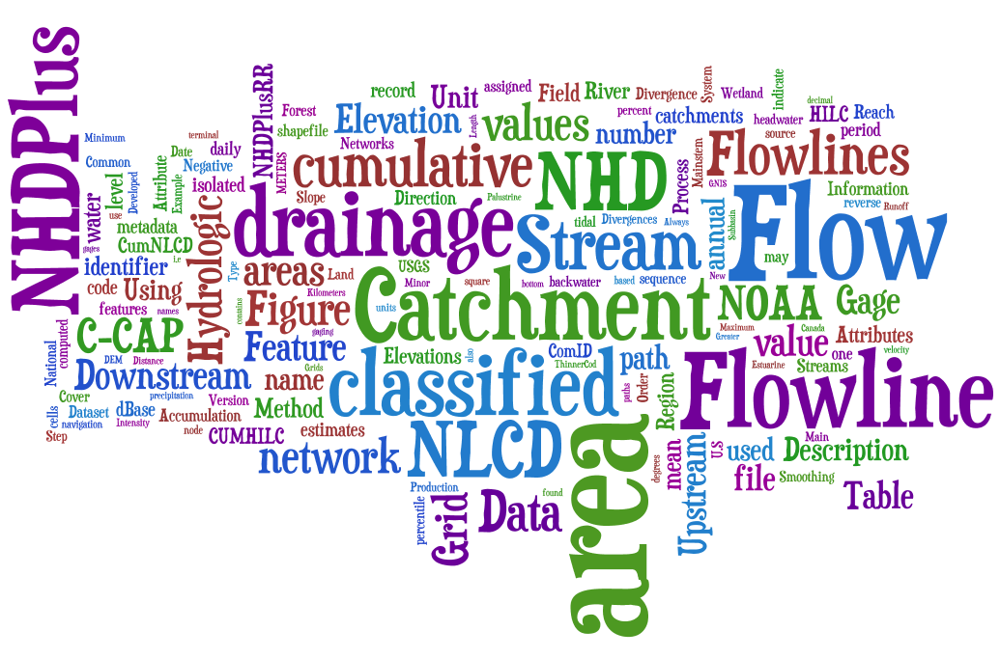 NHDPlus
record
Unit
assigned
Field
River
Divergence
System
Wetland
indicate
decimal
NHDPlusRR
Forest
shapefile
Elevation
Length
values
percent
catchments
number
headwater
HILC
Reach
source
period
Minimum
Common
terminal
Date
daily
Negative
Networks
METERS
cumulative
NHD
Process
Mainstem
GNIS
Flowlines
level
Developed
Attribute
Example
isolated
Slope
Direction
Palustrine
Information
reverse
Runoff
water
use
gages
metadata
CumNLCD
i.e
Hydrologic
drainage
Stream
tidal
Divergences
Always
annual
Subbasin
Flow
may
identifier
code
Using
features
names
Type
areas
Land
USGS
Minor
square
bottom
backwater
based
sequence
New
Kilometers
contains
Figure
gaging
units
Catchment
NOAA
Gage
Maximum
Greater
Canada
National
computed
C-CAP
DEM
Distance
Feature
Grids
Elevations
also
ComID
ThinnerCod
path
value
one
Attributes
velocity
Estuarine
Streams
Downstream
precipitation
name
classified
paths
Order
Region
Flowline
Cover
cells
Dataset
navigation
dBase
Intensity
Version
Accumulation
Method
Step
node
CUMHILC
estimates
network
NLCD
area
degrees
mean
Upstream
U.S
used
Main
Description
file
Smoothing
Table
Production
percentile
Grid
Data
found